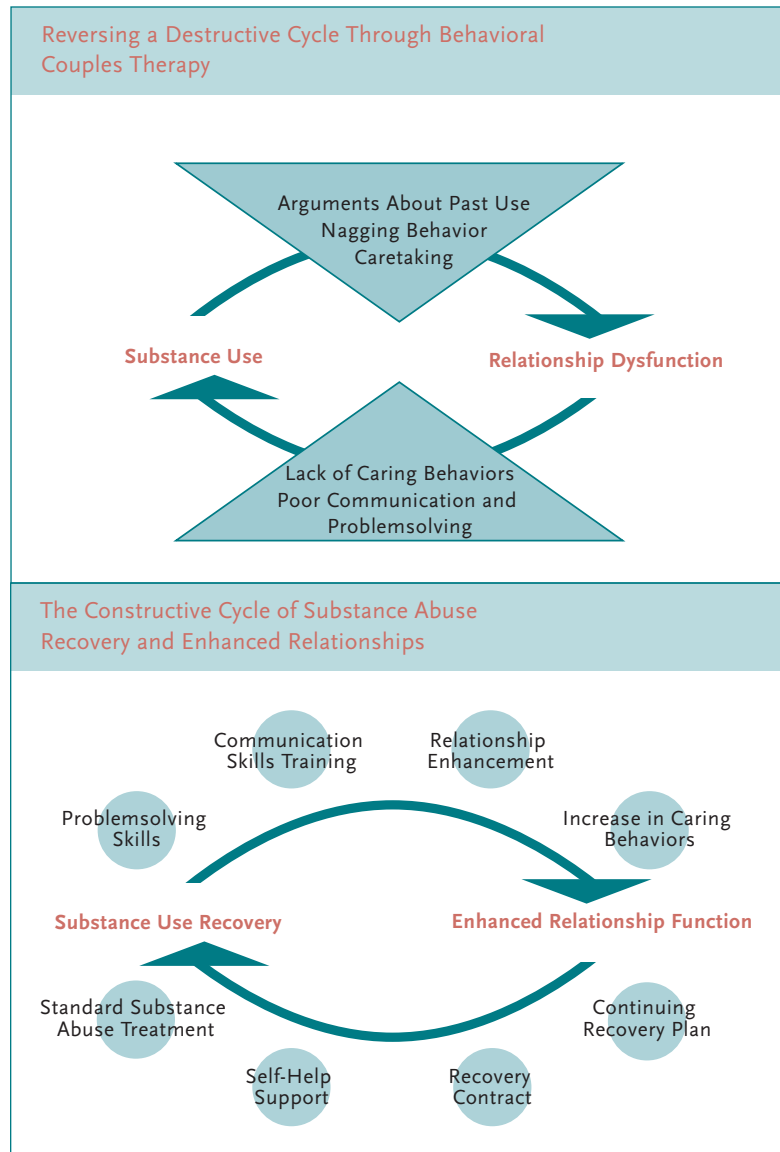 Reversing a Destructive Cycle Through Behavioral
Couples Therapy
Arguments About Past Use
Nagging Behavior
Caretaking
Substance Use
Relationship Dysfunction
Lack of Caring Behaviors
Poor Communication and
Problemsolving
The Constructive Cycle of Substance Abuse
Recovery and Enhanced Relationships
Communication
Skills Training
Relationship
Enhancement
Problemsolving
Skills
Increase in Caring
Behaviors
Substance Use Recovery
Enhanced Relationship Function
Standard Substance
Abuse Treatment
Continuing
Recovery Plan
Self-Help
Support
Recovery
Contract